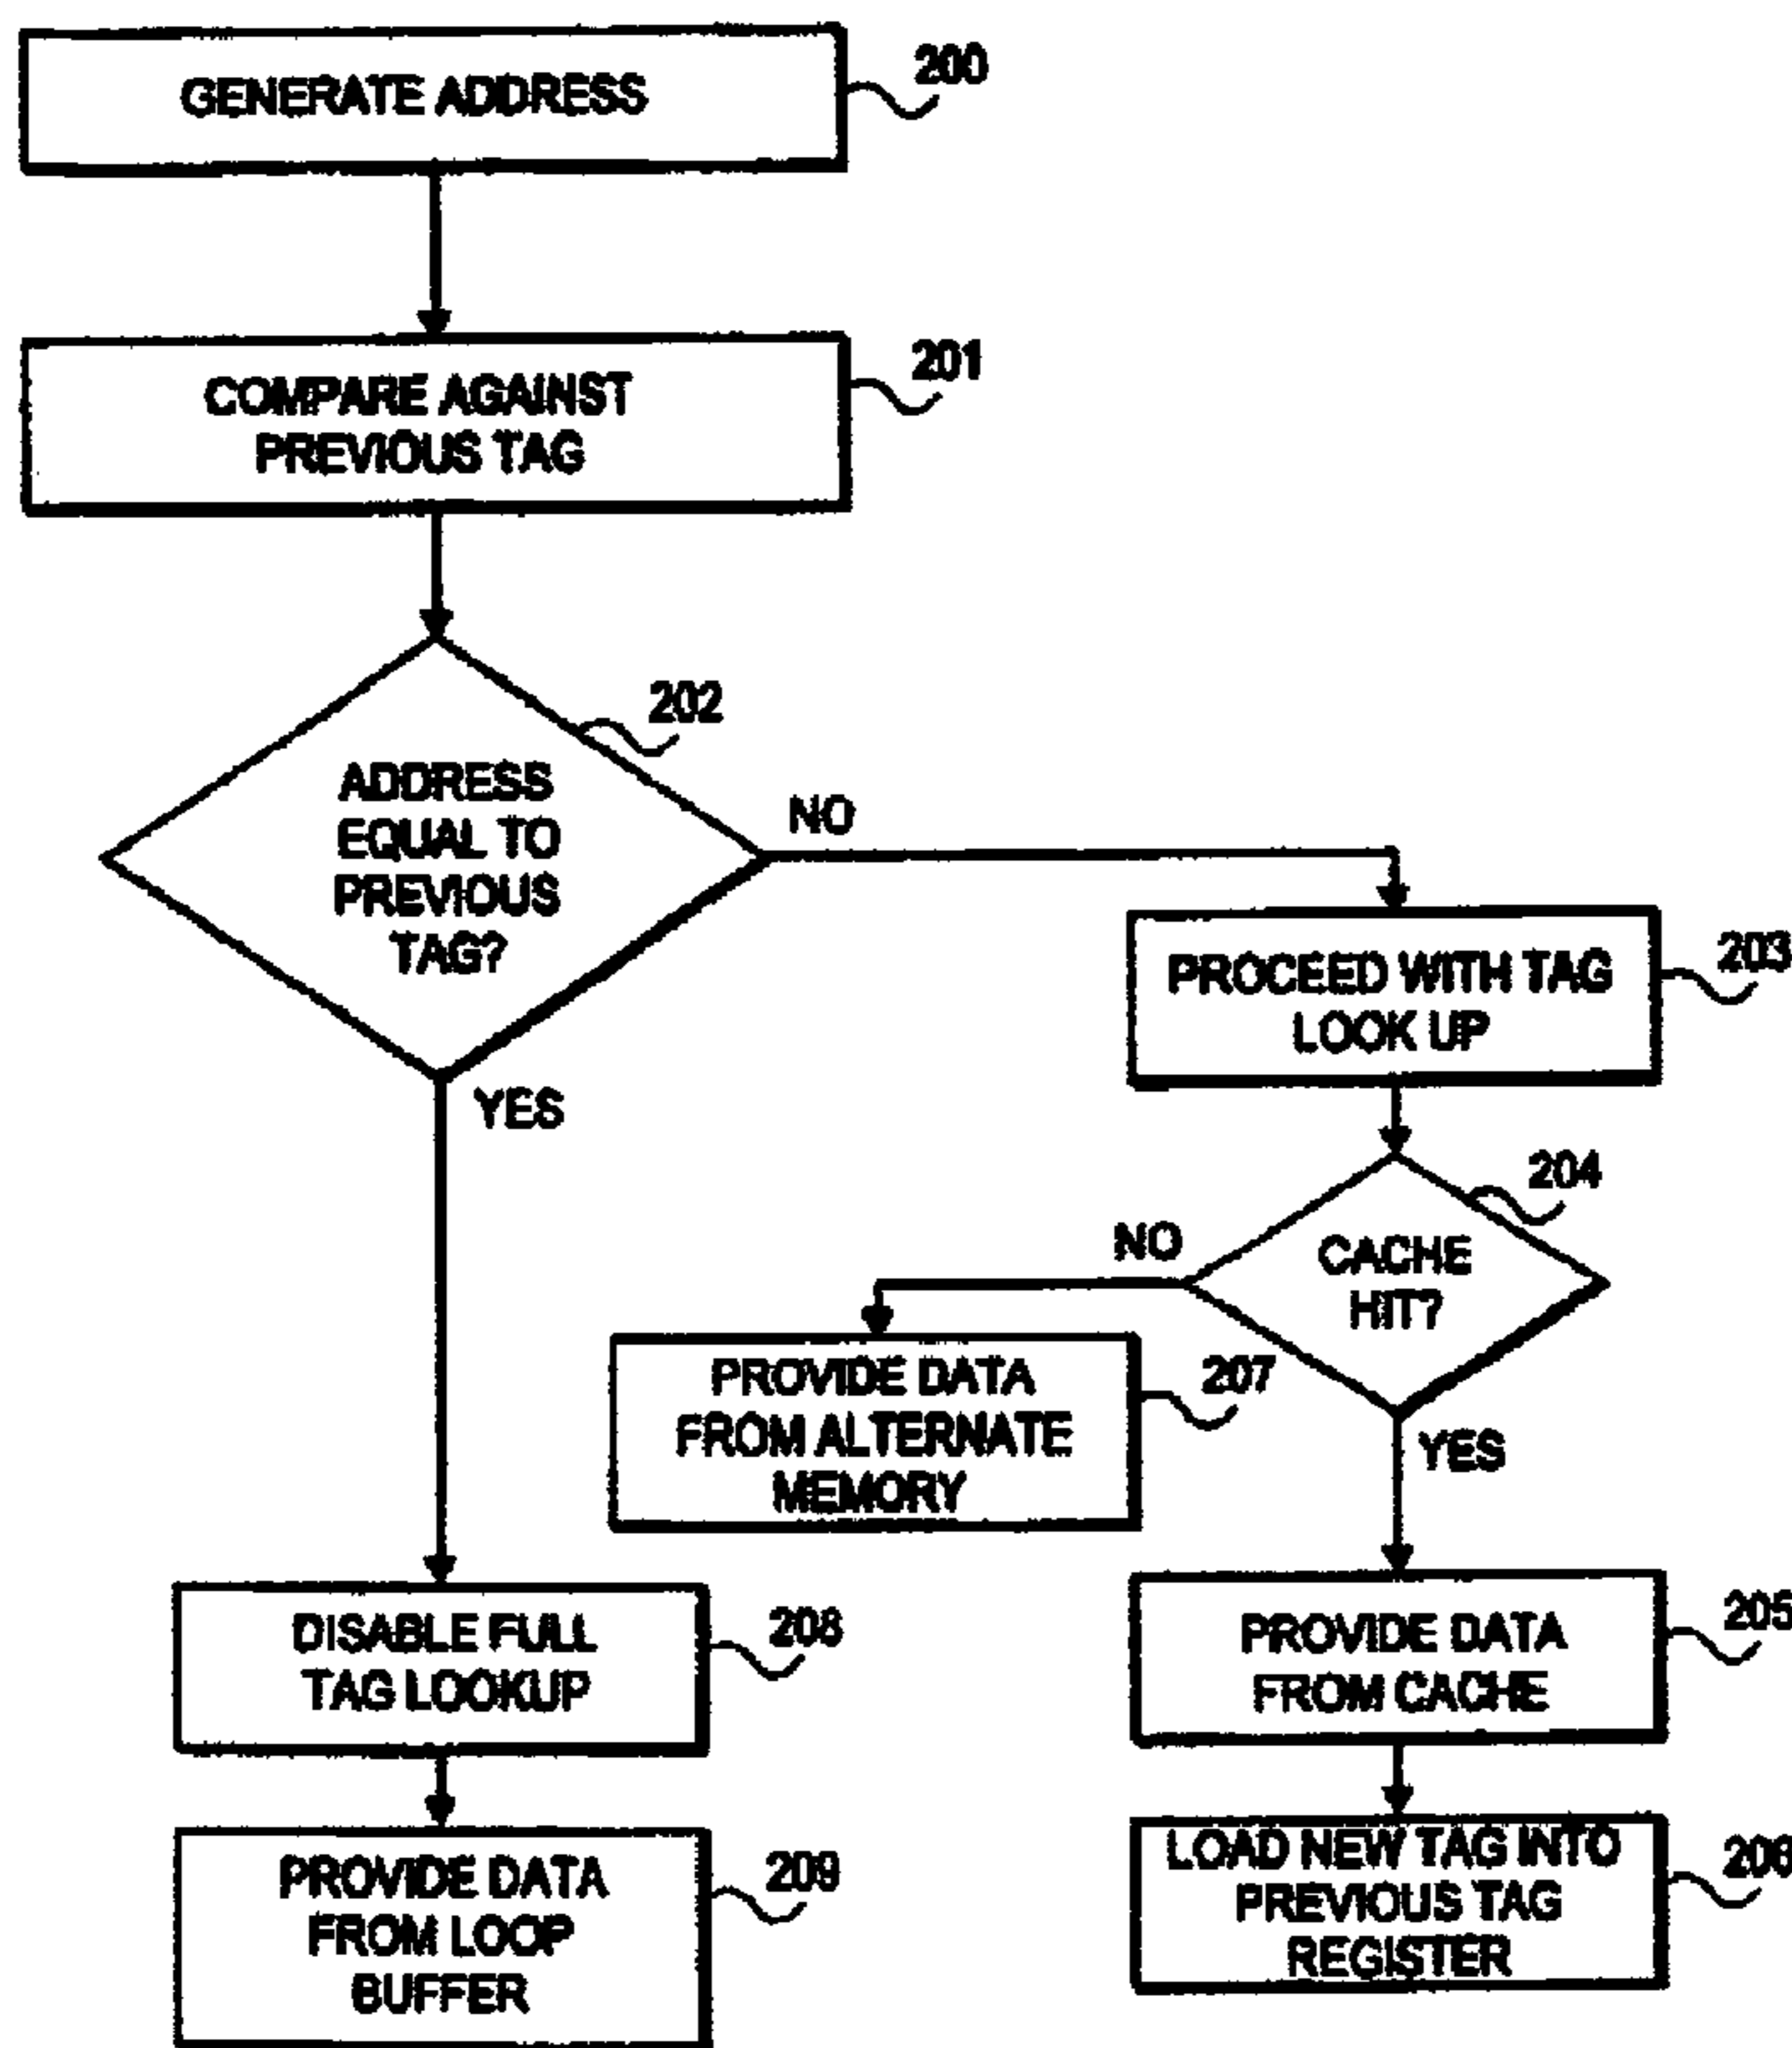 GENERATE ADDRESS
200
COMPARE AGAINST
PREVIOUS TAG
201
202
ADDRESS
EQUAL TO
PREVIOUS
TAG?
NO
YES
PROCEED WITH TAG
LOOK UP
203
204
CACHE
HIT?
NO
YES
PROVIDE DATA
FROM ALTERNATE
MEMORY
207
DISABLE FULL
TAG LOOKUP
208
PROVIDE DATA
FROM CACHE
205
PROVIDE DATA
FROM LOOP
BUFFER
209
LOAD NEW TAG INTO
PREVIOUS TAG
REGISTER